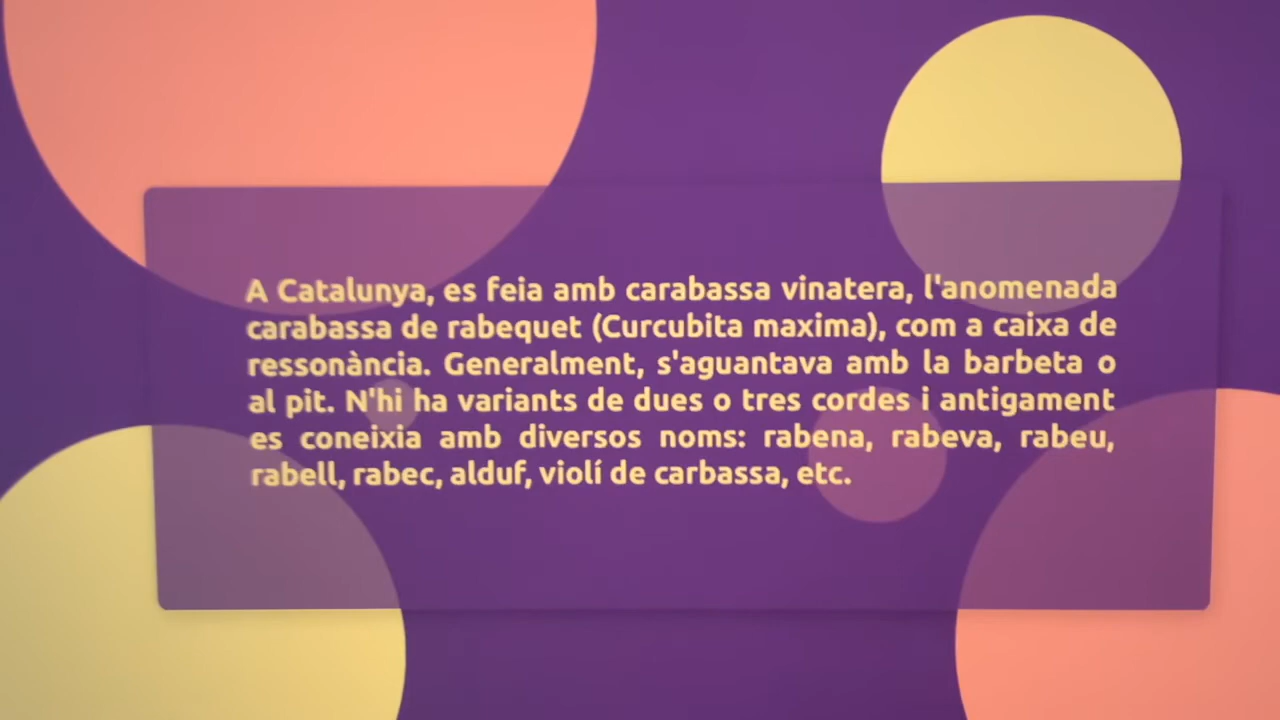 A Catalunya, es feia amb carabassa vinatera, l'anomenada
carabassa de rabequet (Curcubita maxima), com a caixa de
ressonància. Generalment, s'aguantava amb la barbeta o
al pit. N'hi ha variants de dues o tres cordes i antigament
es coneixia amb diversos noms: rabena, rabeva, rabeu,
rabell, rabec, alduf, violí de carbassa, etc.